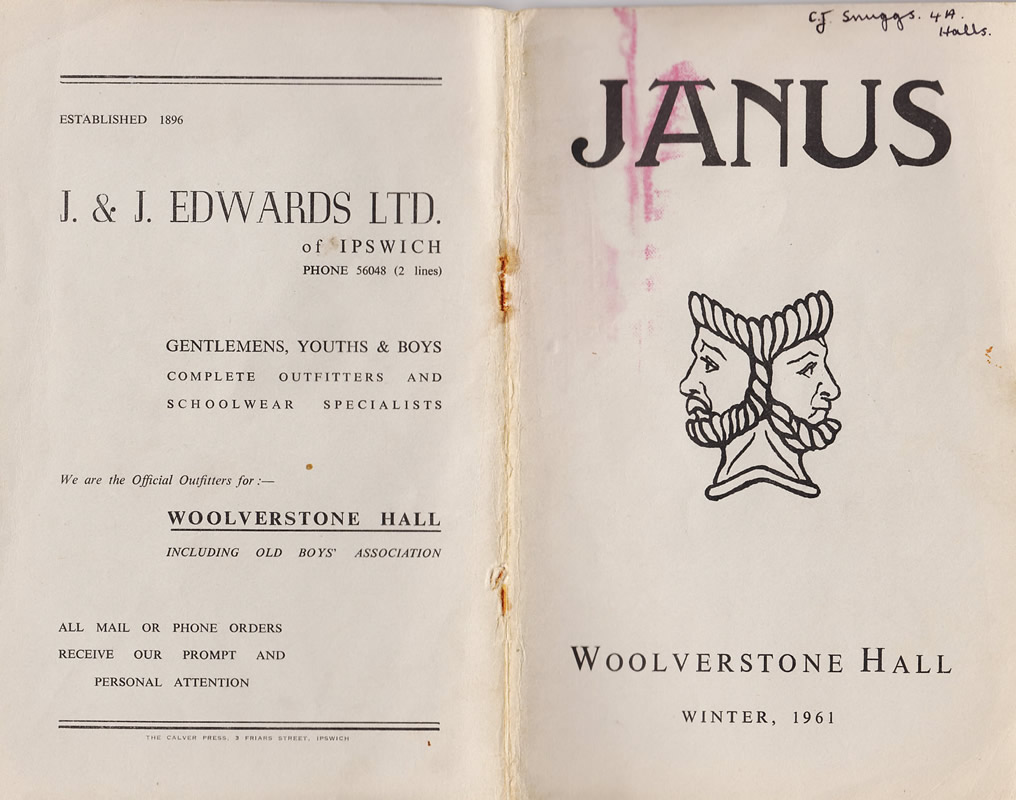 ESTABLISHED 1896
J. & J. EDWARDS LTD.
of IPSWICH
PHONE 56048 (2 lines)
GENTLEMENS, YOUTHS & BOYS
COMPLETE OUTFITTERS AND
SCHOOLWEAR SPECIALISTS
We are the Official Outfitters for :—
WOOLVERSTONE HALL
INCLUDING OLD BOYS' ASSOCIATION
ALL MAIL OR PHONE ORDERS
RECEIVE OUR PROMPT AND
PERSONAL ATTENTION
THE CALVER PRESS, 3 FRIARS STREET, IPSWICH
C.J. Snuggs. 4A.
Halls.
JANUS
WOOLVERSTONE HALL
WINTER, 1961